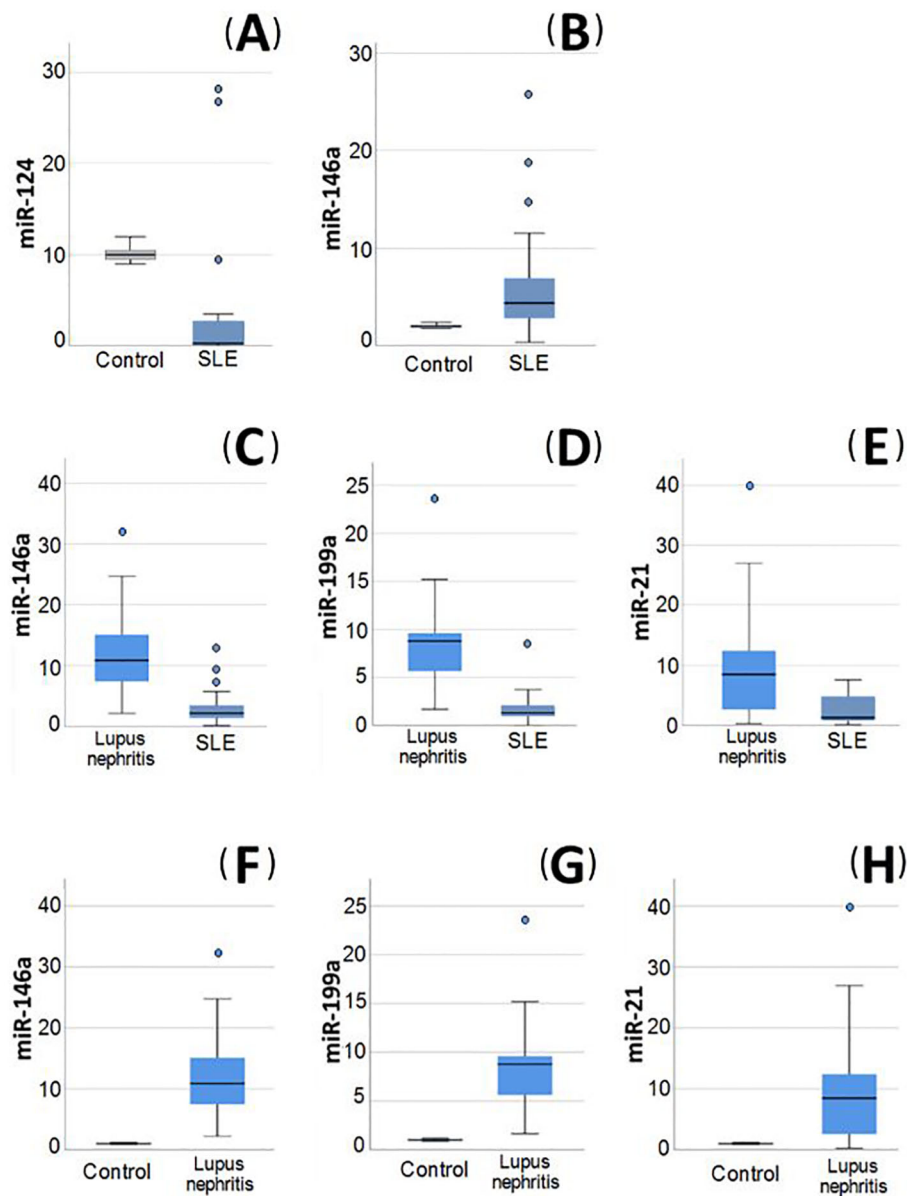 (A)
30
20
10
0
miR-124
Control
SLE
(B)
30
20
10
0
miR-146a
Control
SLE
(C)
40
30
20
10
0
miR-146a
Lupus
nephritis
SLE
(D)
25
20
15
10
5
0
miR-199a
Lupus
nephritis
SLE
(E)
40
30
20
10
0
miR-21
Lupus
nephritis
SLE
(F)
40
30
20
10
0
miR-146a
Control
Lupus
nephritis
(G)
25
20
15
10
5
0
miR-199a
Control
Lupus
nephritis
(H)
40
30
20
10
0
miR-21
Control
Lupus
nephritis